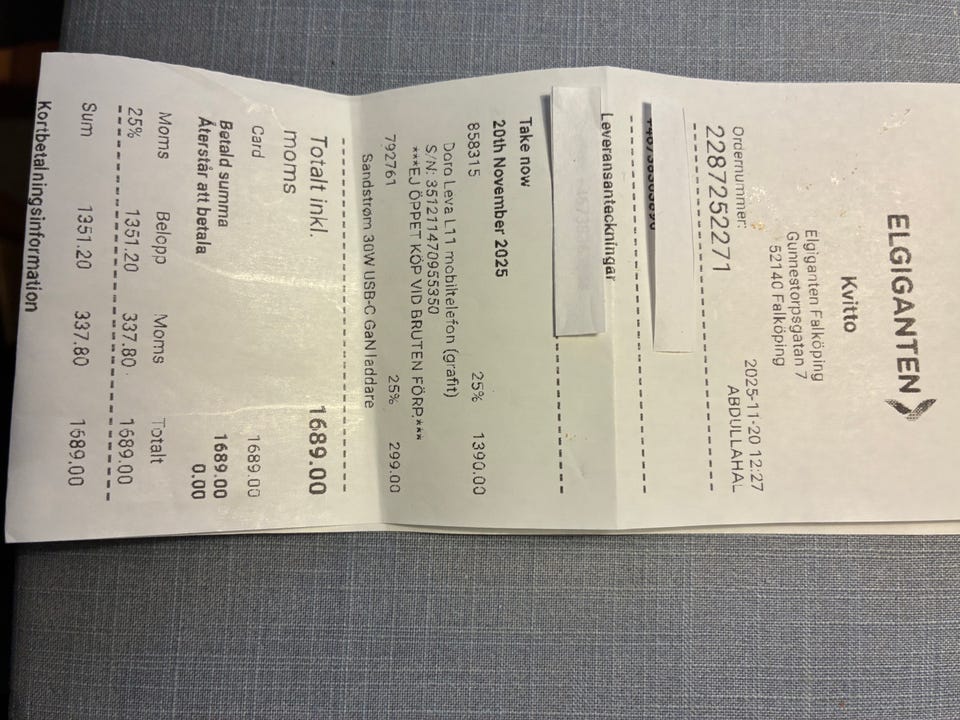 ELGIGANTEN
Kvitto
Elgiganten Falköping
Gunnestorpsgatan 7
52140 Falköping
Ordernummer: 2025-11-20 12:27
2287252271 ABDULLAHAL
Leveransanteckningar
Take now
20th November 2025
858315 25% 1390.00
Doro Leva L11 mobiltelefon (grafit)
S/N: 351211470955350
***EJ ÖPPET KÖP VID BRUTEN FÖRP.***
792761 25% 299.00
Sandstrøm 30W USB-C GaN laddare
Totalt inkl. moms 1689.00
Card 1689.00
Betald summa 1689.00
Återstår att betala 0.00
Moms Belopp Moms Totalt
25% 1351.20 337.80 1689.00
Sum 1351.20 337.80 1689.00
Kortbetalningsinformation